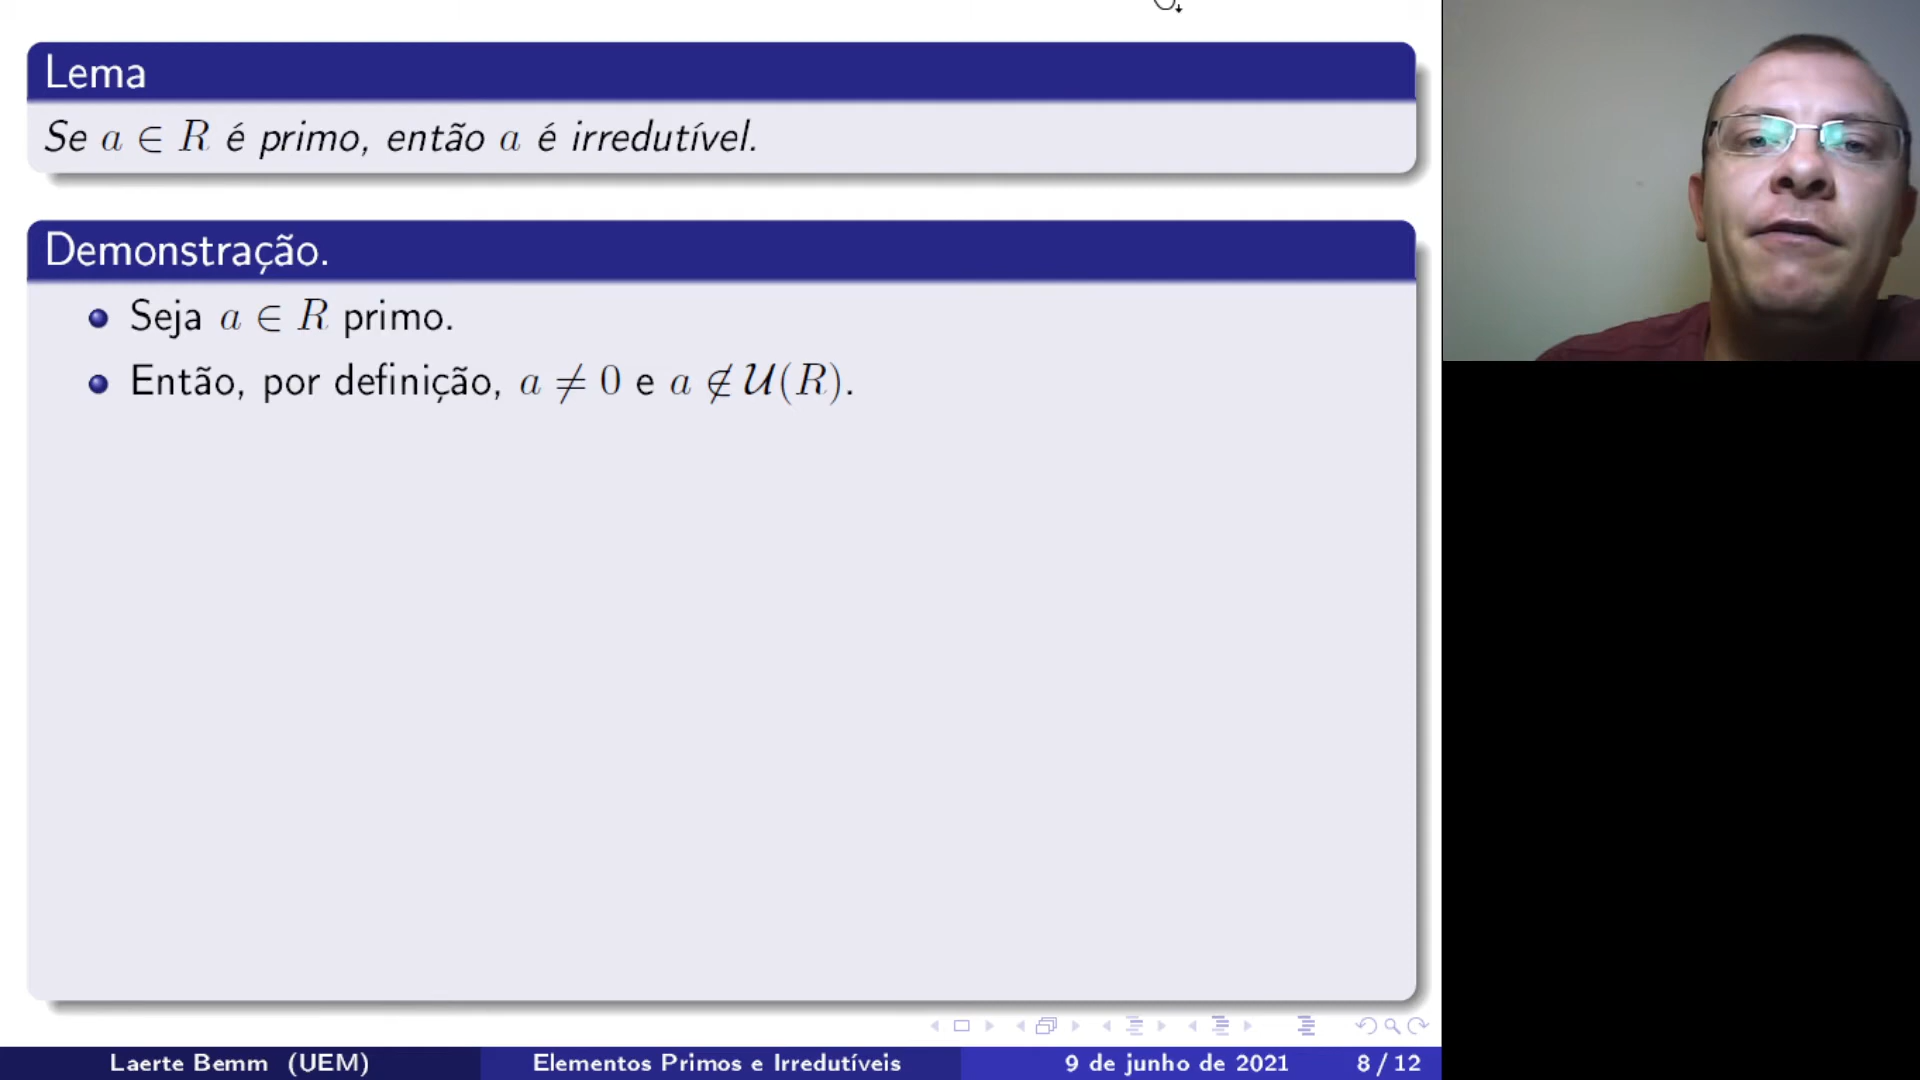 Lema
Se a ∈ R é primo, então a é irredutível.
Demonstração.
Seja a ∈ R primo.
Então, por definição, a ≠ 0 e a ∉ 𝒰(R).
Laerte Bemm (UEM) Elementos Primos e Irredutíveis 9 de junho de 2021 8 / 12